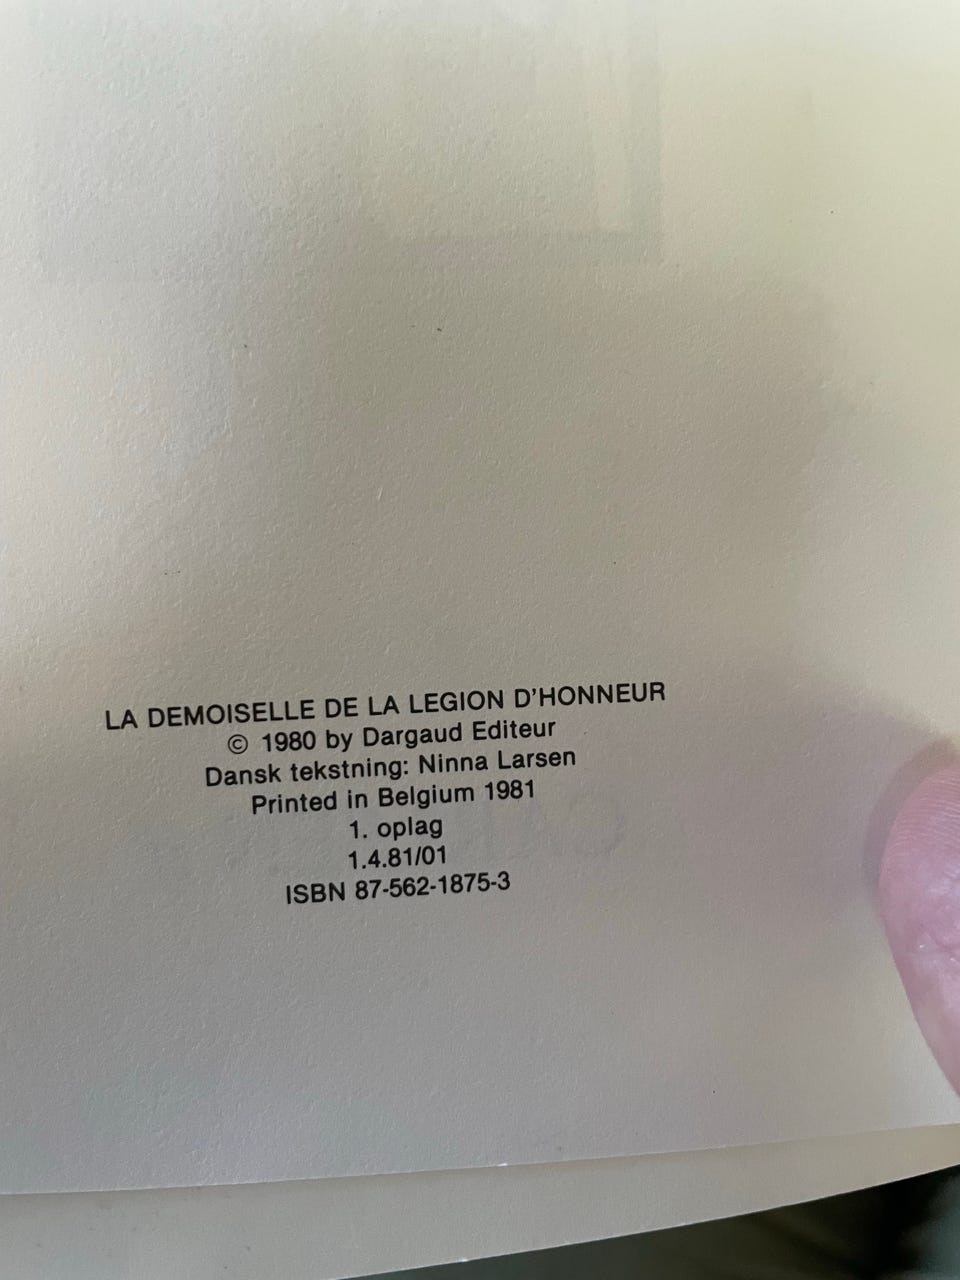 LA DEMOISELLE DE LA LEGION D'HONNEUR
© 1980 by Dargaud Editeur
Dansk tekstning: Ninna Larsen
Printed in Belgium 1981
1. oplag
1.4.81/01
ISBN 87-562-1875-3